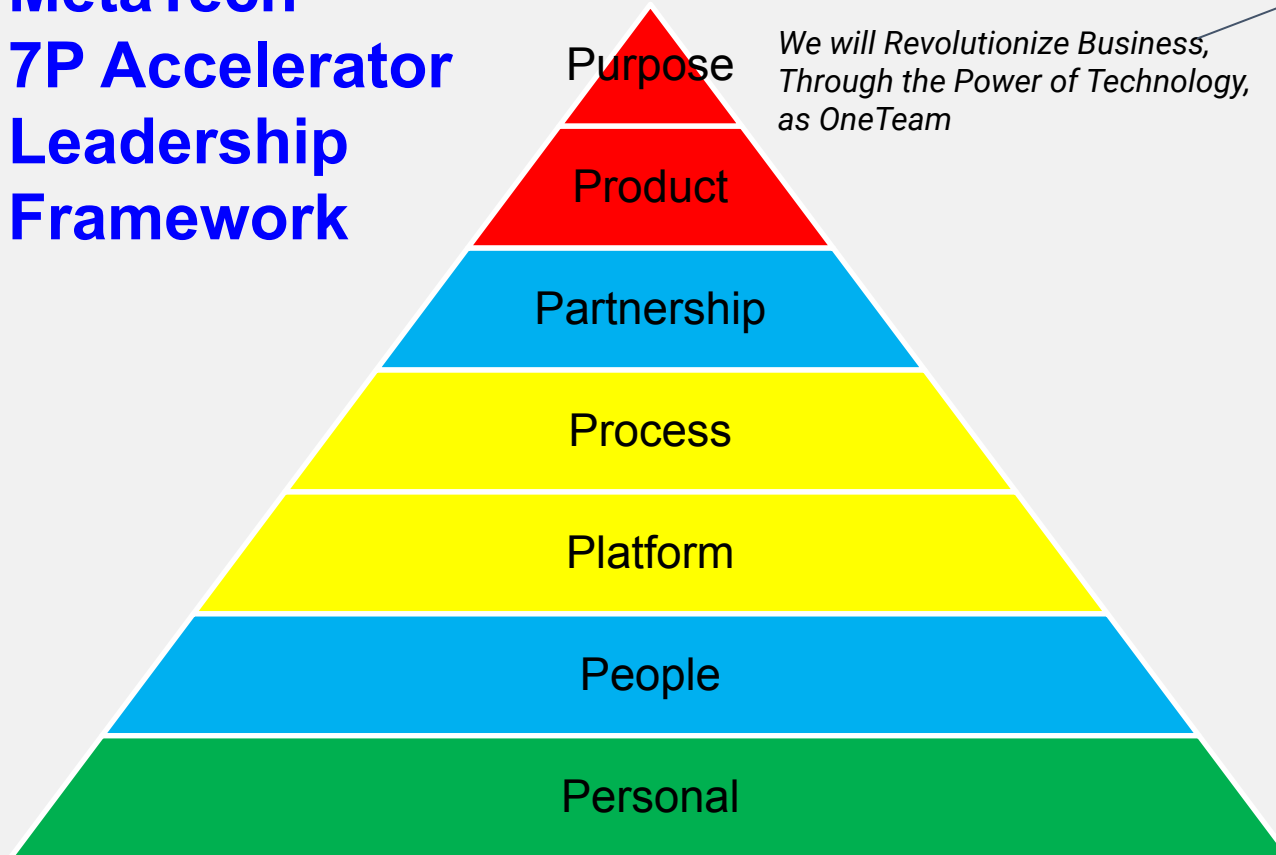 MetaTech
7P Accelerator
Leadership
Framework
Purpose
We will Revolutionize Business,
Through the Power of Technology,
as OneTeam
Product
Partnership
Process
Platform
People
Personal